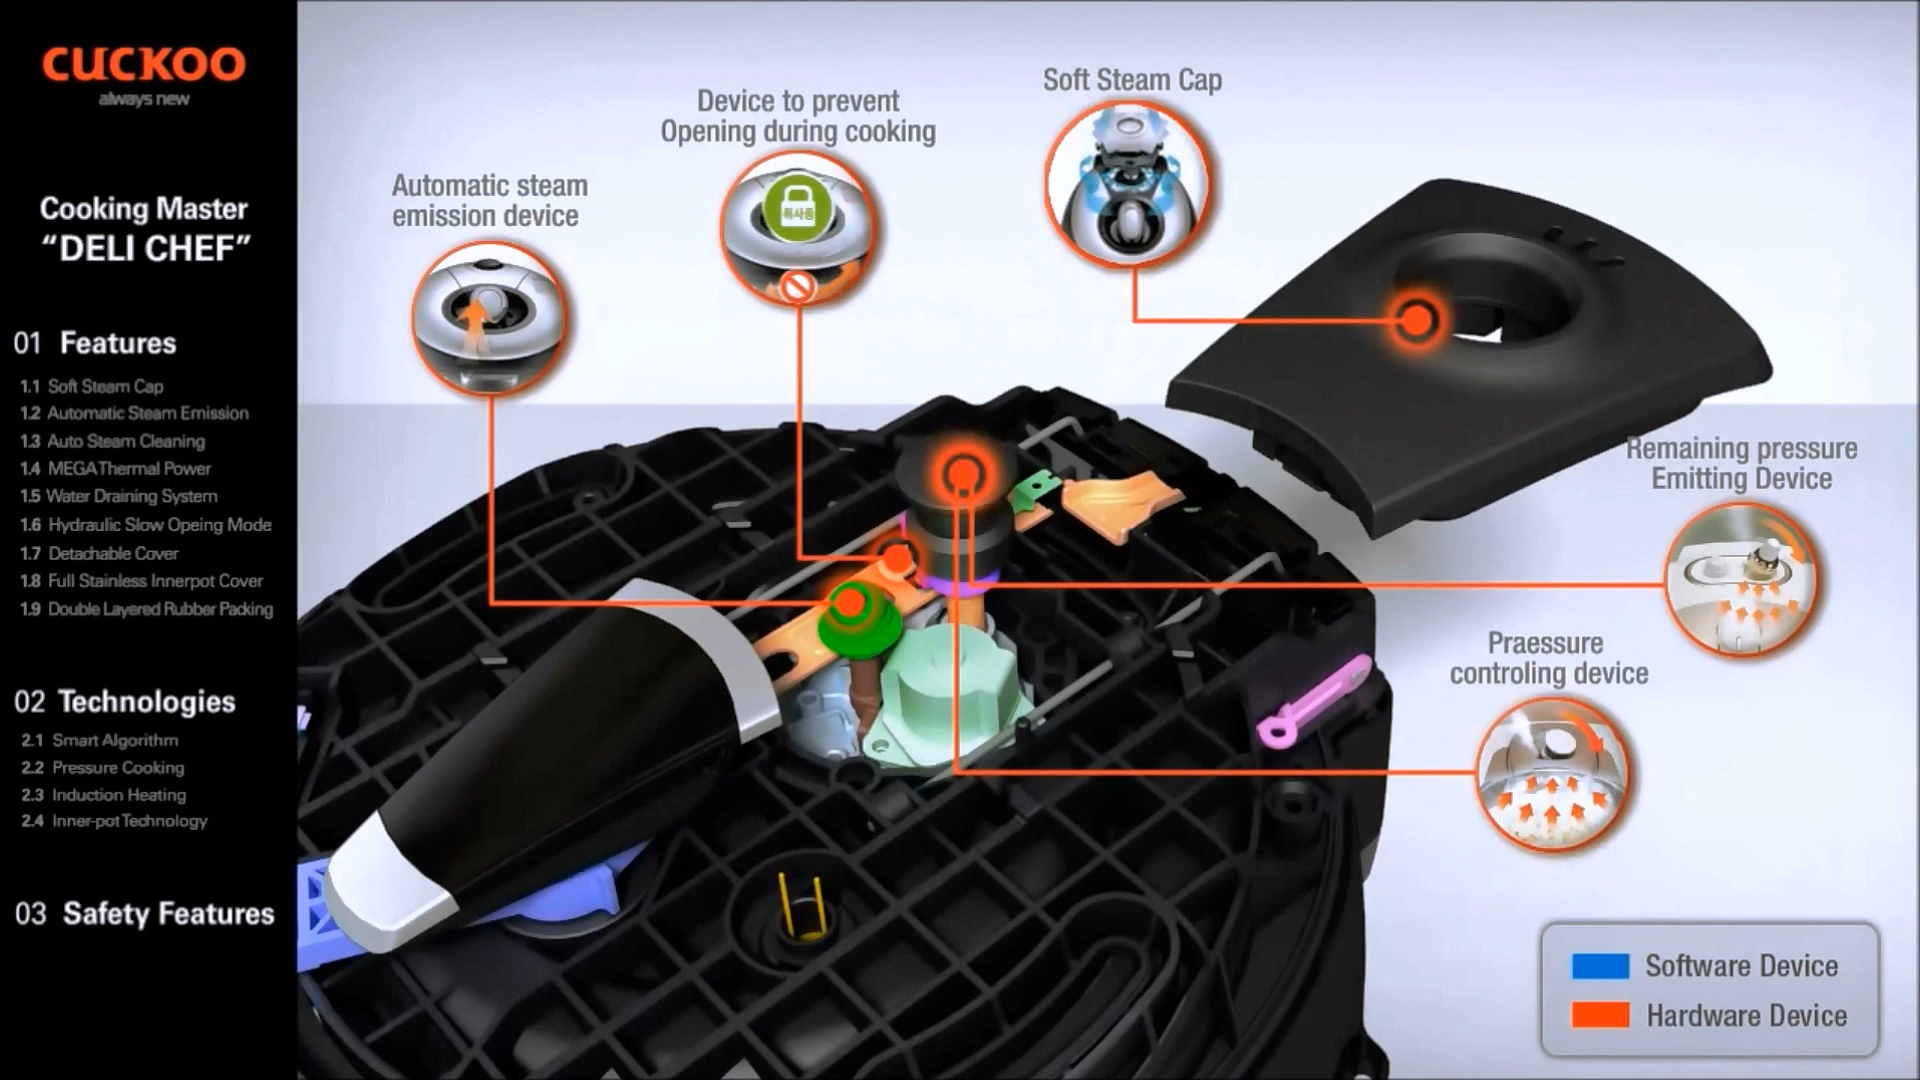 CUCKOO
always new
Cooking Master
“DELI CHEF”
01 Features
1.1 Soft Steam Cap
1.2 Automatic Steam Emission
1.3 Auto Steam Cleaning
1.4 MEGA Thermal Power
1.5 Water Draining System
1.6 Hydraulic Slow Opeing Mode
1.7 Detachable Cover
1.8 Full Stainless Innerpot Cover
1.9 Double Layered Rubber Packing
02 Technologies
2.1 Smart Algorithm
2.2 Pressure Cooking
2.3 Induction Heating
2.4 Inner-pot Technology
03 Safety Features
Automatic steam
emission device
Device to prevent
Opening during cooking
Soft Steam Cap
Remaining pressure
Emitting Device
Praessure
controling device
Software Device
Hardware Device